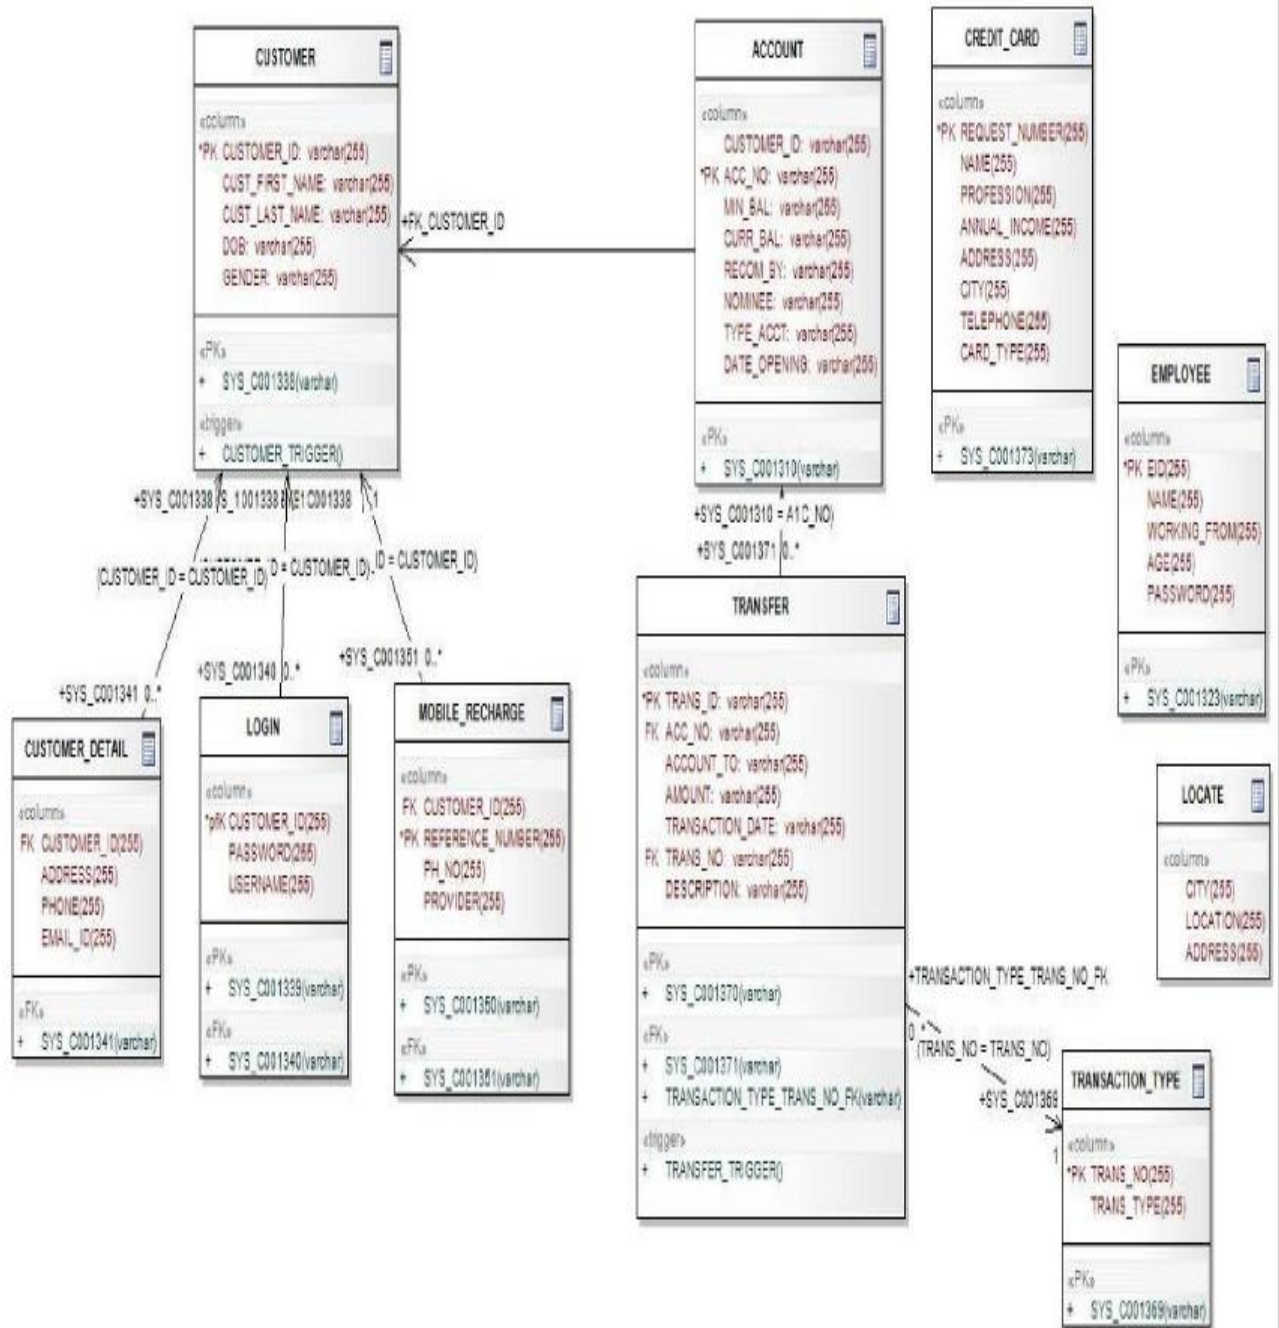 CUSTOMER
«column»
*PK CUSTOMER_ID: varchar(255)
CUST_FIRST_NAME: varchar(255)
CUST_LAST_NAME: varchar(255)
DOB: varchar(255)
GENDER: varchar(255)
«PK»
+ SYS_C001338(varchar)
«trigger»
+ CUSTOMER_TRIGGER()
+FK_CUSTOMER_ID
ACCOUNT
«column»
CUSTOMER_ID: varchar(255)
*PK ACC_NO: varchar(255)
MIN_BAL: varchar(255)
CURR_BAL: varchar(255)
RECOM_BY: varchar(255)
NOMINEE: varchar(255)
TYPE_ACCT: varchar(255)
DATE_OPENING: varchar(255)
«PK»
+ SYS_C001310(varchar)
CREDIT_CARD
«column»
*PK REQUEST_NUMBER(255)
NAME(255)
PROFESSION(255)
ANNUAL_INCOME(255)
ADDRESS(255)
CITY(255)
TELEPHONE(255)
CARD_TYPE(255)
«PK»
+ SYS_C001373(varchar)
EMPLOYEE
«column»
*PK EID(255)
NAME(255)
WORKING_FROM(255)
AGE(255)
PASSWORD(255)
«PK»
+ SYS_C001323(varchar)
+SYS_C001338
C001338 1
(CUSTOMER_ID = CUSTOMER_ID)
ID = CUSTOMER_ID)
ID = CUSTOMER_ID)
+SYS_C001341 0..*
+SYS_C001340 0..*
+SYS_C001351 0..*
+SYS_C001310 = A1C_NO)
+SYS_C001371 0..*
CUSTOMER_DETAIL
«column»
FK CUSTOMER_ID(255)
ADDRESS(255)
PHONE(255)
EMAIL_ID(255)
«FK»
+ SYS_C001341(varchar)
LOGIN
«column»
*pfK CUSTOMER_ID(255)
PASSWORD(255)
USERNAME(255)
«PK»
+ SYS_C001339(varchar)
«FK»
+ SYS_C001340(varchar)
MOBILE_RECHARGE
«column»
FK CUSTOMER_ID(255)
*PK REFERENCE_NUMBER(255)
PH_NO(255)
PROVIDER(255)
«PK»
+ SYS_C001350(varchar)
«FK»
+ SYS_C001351(varchar)
TRANSFER
«column»
*PK TRANS_ID: varchar(255)
FK ACC_NO: varchar(255)
ACCOUNT_TO: varchar(255)
AMOUNT: varchar(255)
TRANSACTION_DATE: varchar(255)
FK TRANS_NO: varchar(255)
DESCRIPTION: varchar(255)
«PK»
+ SYS_C001370(varchar)
«FK»
+ SYS_C001371(varchar)
+ TRANSACTION_TYPE_TRANS_NO_FK(varchar)
«trigger»
+ TRANSFER_TRIGGER()
LOCATE
«column»
CITY(255)
LOCATION(255)
ADDRESS(255)
+TRANSACTION_TYPE_TRANS_NO_FK
0..*
(TRANS_NO = TRANS_NO)
+SYS_C001369
1
TRANSACTION_TYPE
«column»
*PK TRANS_NO(255)
TRANS_TYPE(255)
«PK»
+ SYS_C001369(varchar)